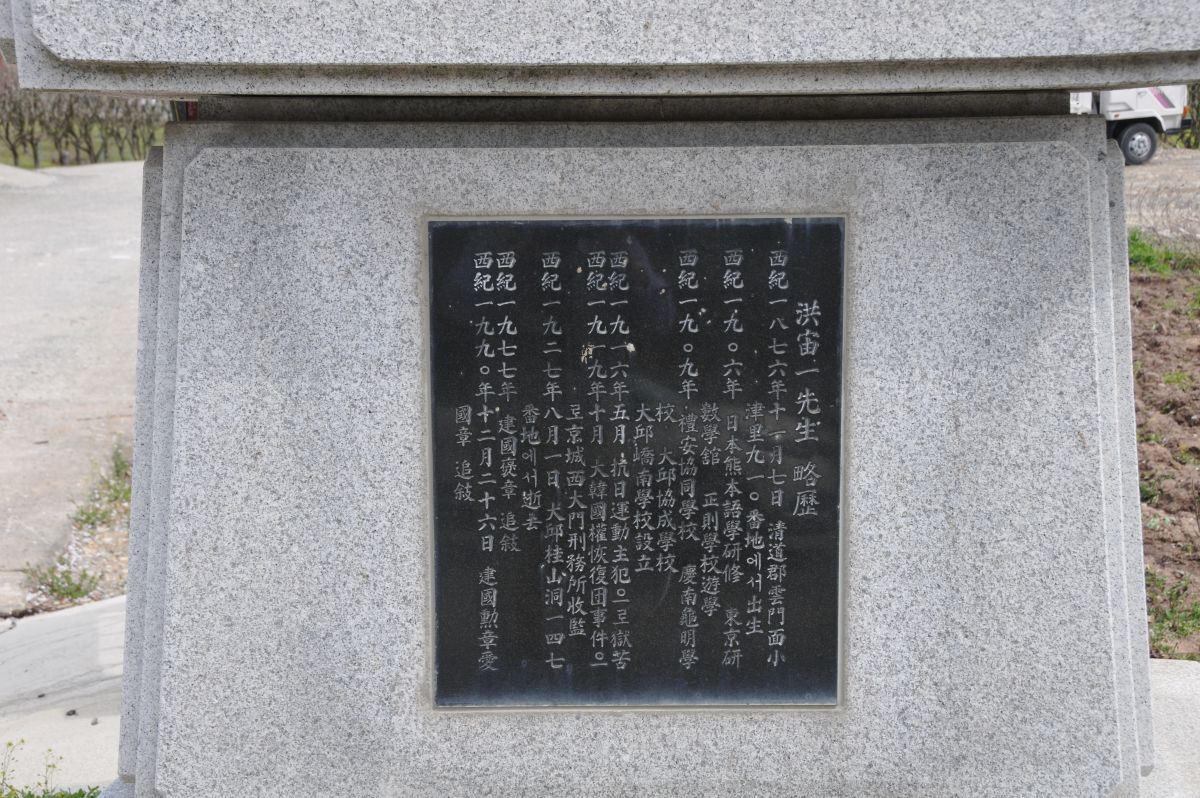 洪宙一 先生 略歷
西紀一八七六年十一月七日 淸道郡雲門面小
津里九一○番地에서出生
西紀一九○六年 日本熊本語學硏修 東京硏
數學舘 正則學校遊學
西紀一九○九年 禮安協同學校 慶南龜明學
校 大邱協成學校
大邱嶠南學校設立
西紀一九一六年五月 抗日運動主犯으로獄苦
西紀一九一九年十月 大韓國權恢復団事件으
로京城西大門刑務所收監
西紀一九二七年八月一日 大邱桂山洞一四七
番地에서逝去
西紀一九七七年 建國褒章 追敍
西紀一九九○年十二月二十六日 建國勲章愛
國章 追敍